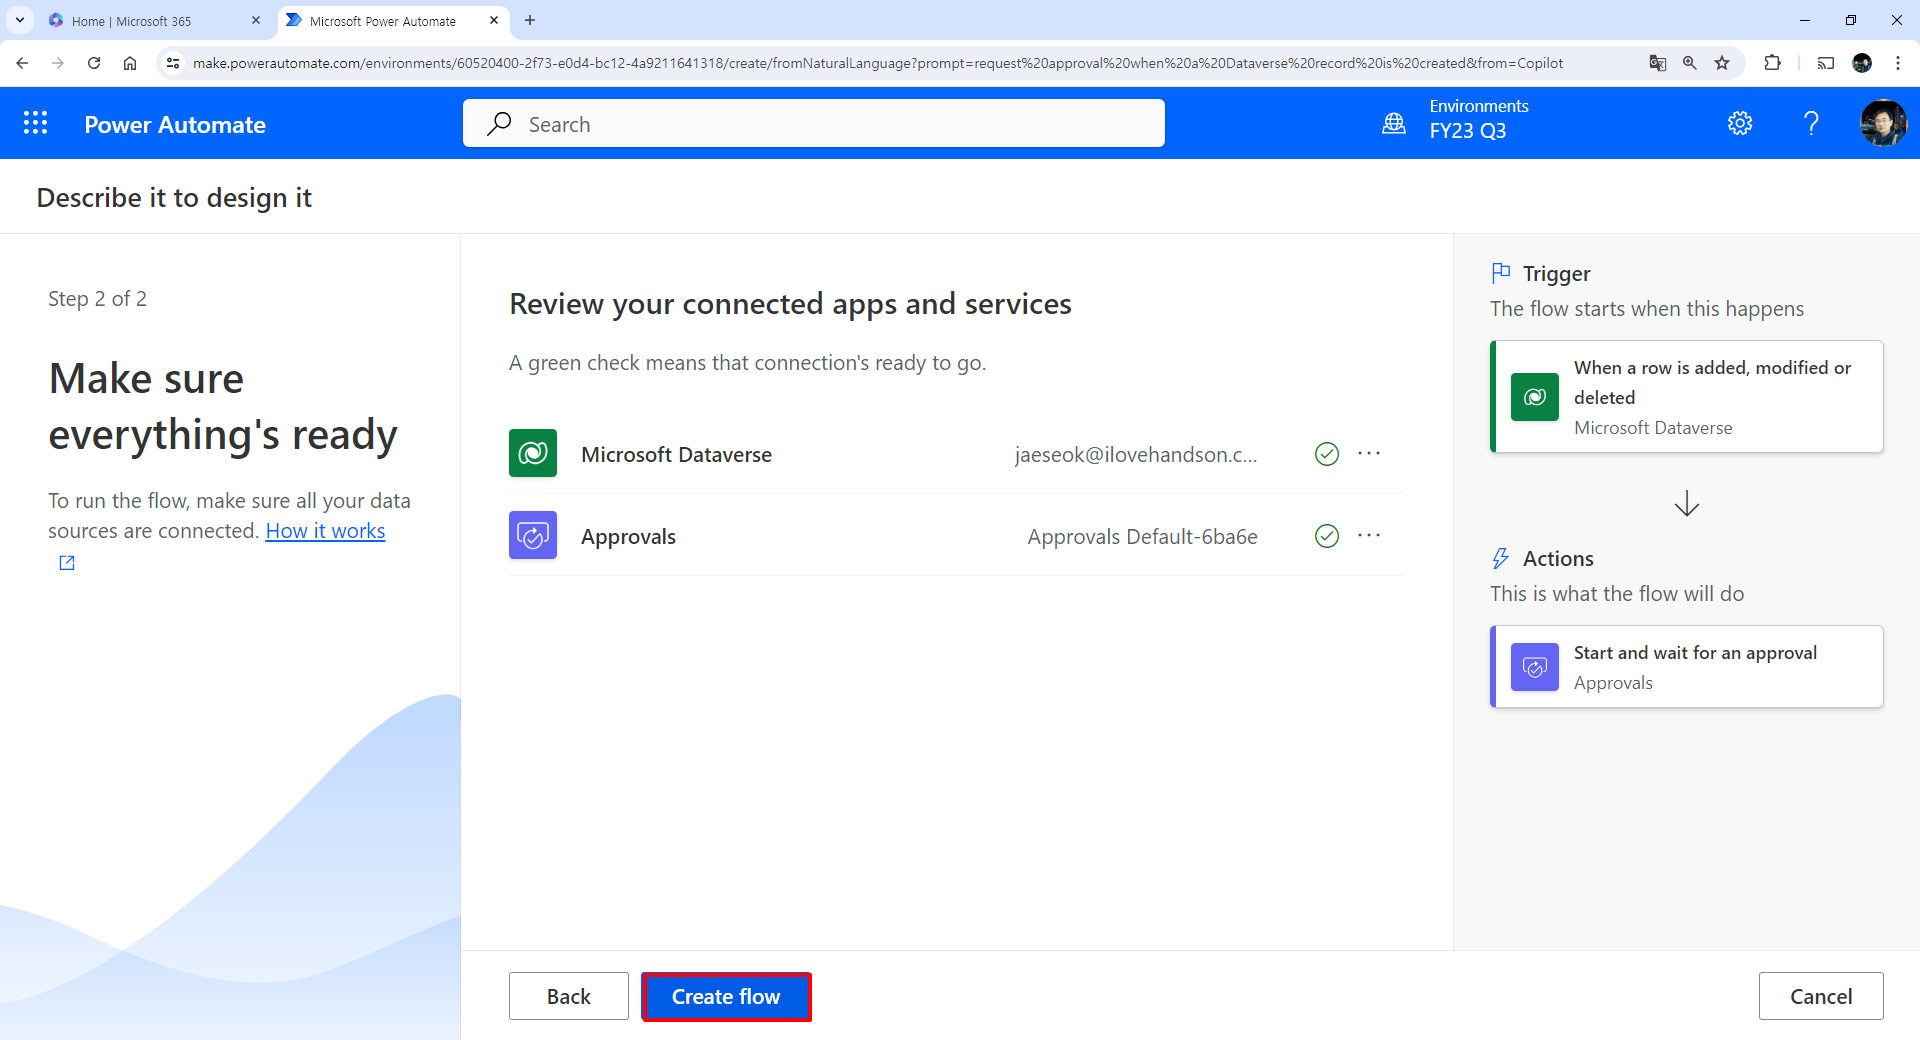 Home | Microsoft 365
Microsoft Power Automate
make.powerautomate.com/environments/60520400-2f73-e0d4-bc12-4a9211641318/create/fromNaturalLanguage?prompt=request%20approval%20when%20a%20Dataverse%20record%20is%20created&from=Copilot
Power Automate
Search
Environments
FY23 Q3
Describe it to design it
Step 2 of 2
Make sure
everything's ready
To run the flow, make sure all your data
sources are connected. How it works
Review your connected apps and services
A green check means that connection's ready to go.
Microsoft Dataverse
jaeseok@ilovehandson.c...
Approvals
Approvals Default-6ba6e
Trigger
The flow starts when this happens
When a row is added, modified or
deleted
Microsoft Dataverse
Actions
This is what the flow will do
Start and wait for an approval
Approvals
Back
Create flow
Cancel